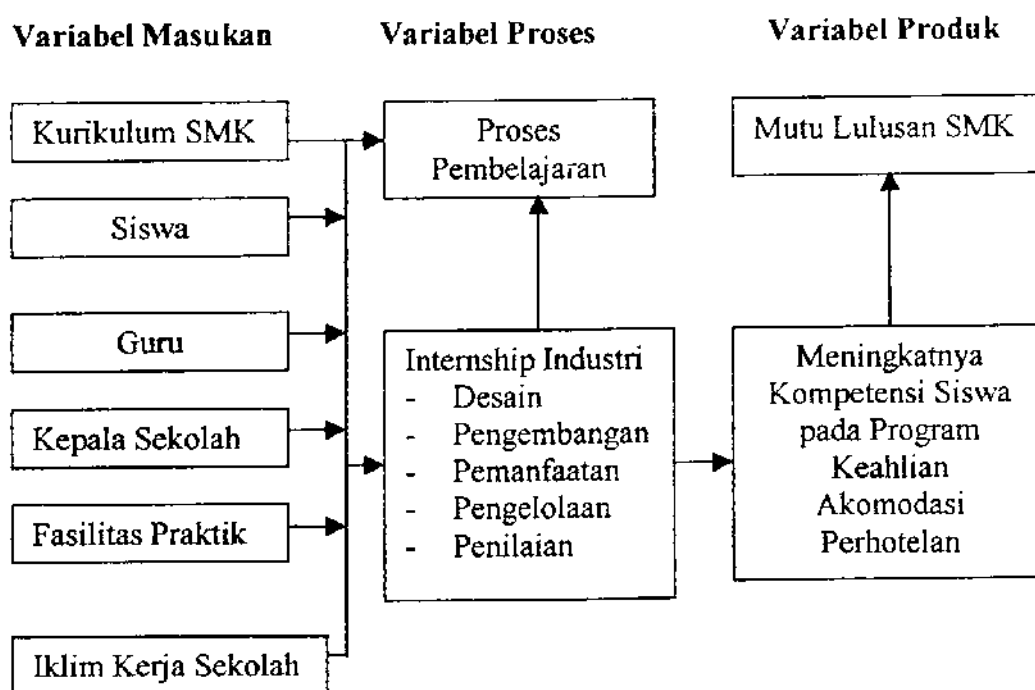 Variabel Masukan
Variabel Proses
Variabel Produk
Kurikulum SMK
Siswa
Guru
Kepala Sekolah
Fasilitas Praktik
Iklim Kerja Sekolah
Proses
Pembelajaran
Internship Industri
- Desain
- Pengembangan
- Pemanfaatan
- Pengelolaan
- Penilaian
Mutu Lulusan SMK
Meningkatnya
Kompetensi Siswa
pada Program
Keahlian
Akomodasi
Perhotelan